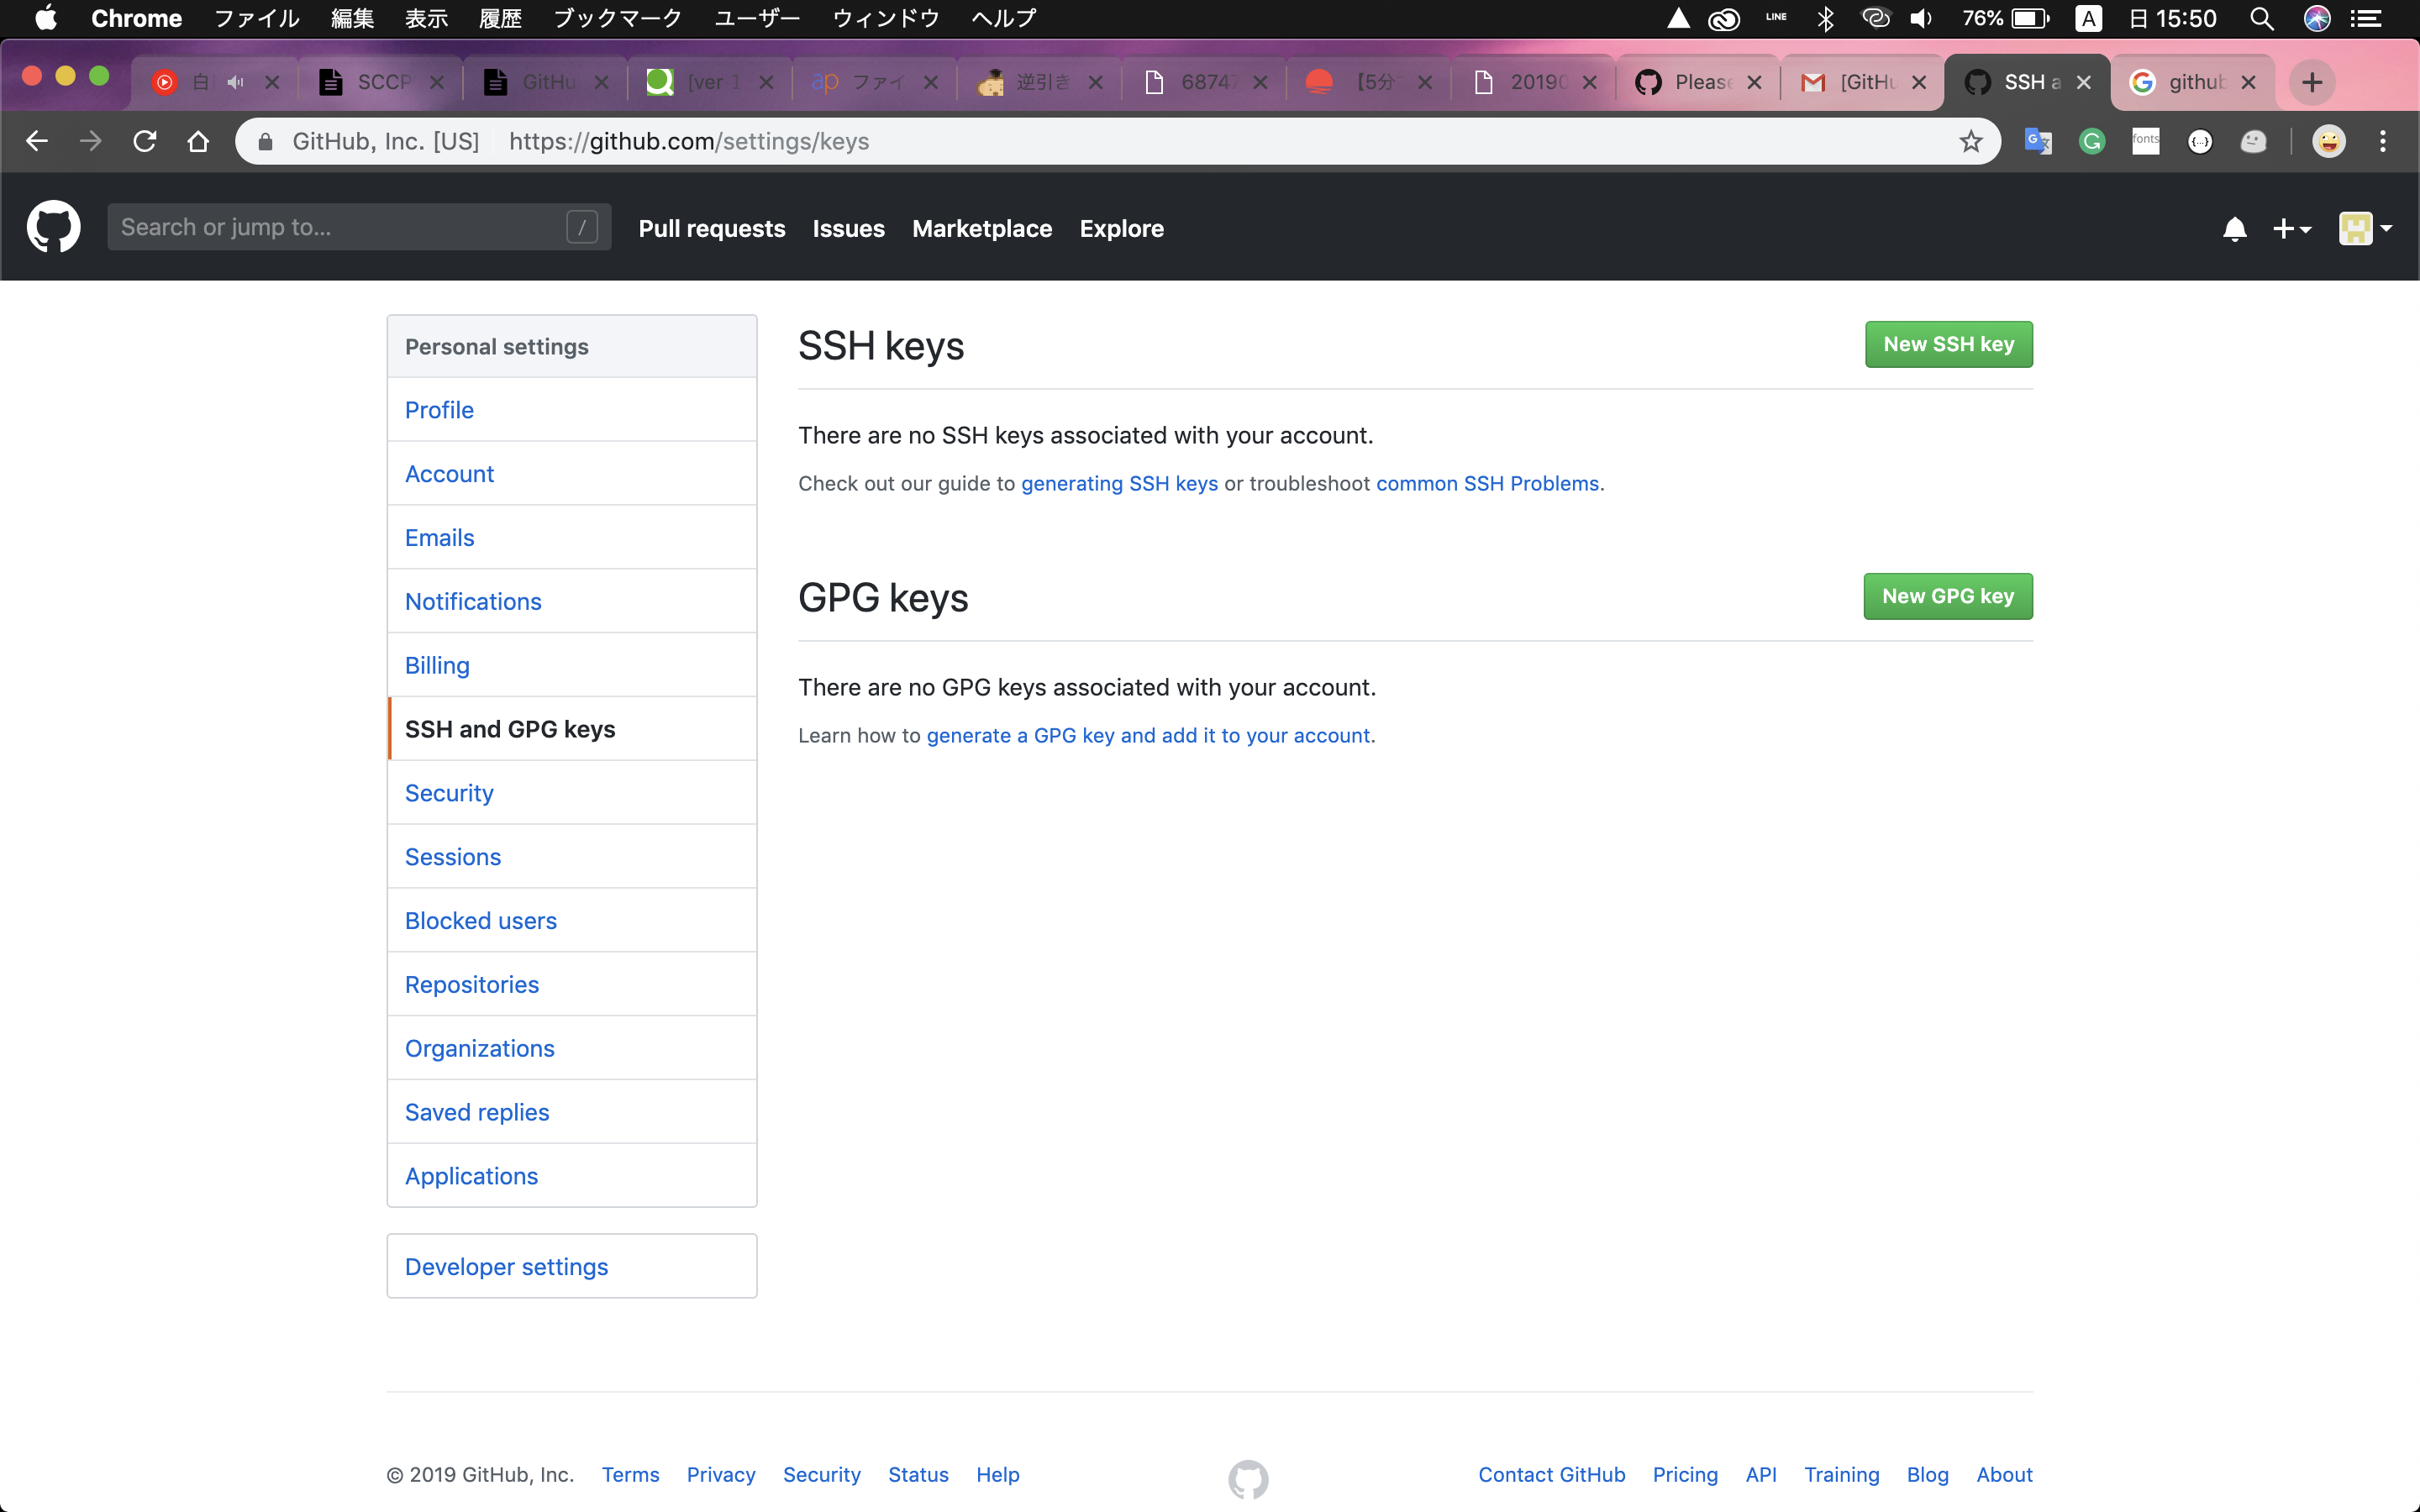 Chrome ファイル 編集 表示 履歴 ブックマーク ユーザー ウィンドウ ヘルプ LINE 76% A 日 15:50
白 SCCP GitHu [ver 1 ap ファイ 逆引き 68747 【5分 2019 Please [GitHu SSH a github
GitHub, Inc. [US] https://github.com/settings/keys fonts
Search or jump to... / Pull requests Issues Marketplace Explore
Personal settings
Profile
Account
Emails
Notifications
Billing
SSH and GPG keys
Security
Sessions
Blocked users
Repositories
Organizations
Saved replies
Applications
Developer settings
SSH keys New SSH key
There are no SSH keys associated with your account.
Check out our guide to generating SSH keys or troubleshoot common SSH Problems.
GPG keys New GPG key
There are no GPG keys associated with your account.
Learn how to generate a GPG key and add it to your account.
© 2019 GitHub, Inc. Terms Privacy Security Status Help Contact GitHub Pricing API Training Blog About